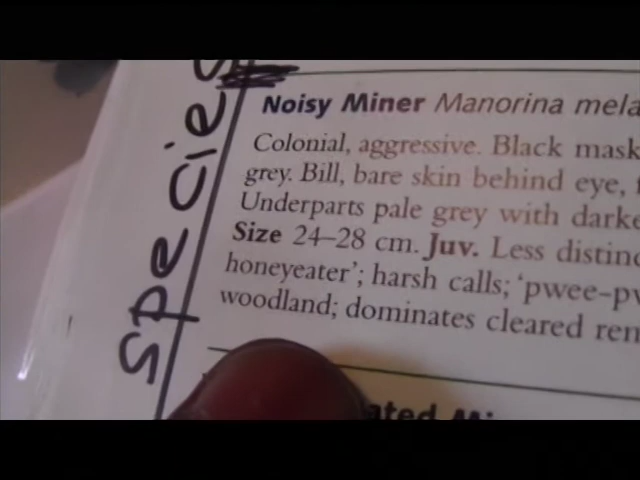 Species
Noisy Miner Manorina
Colonial, aggressive. Black mask
grey. Bill, bare skin behind eye,
Underparts pale grey with
Size 24–28 cm. Juv. Less
honeyeater'; harsh calls;
woodland; dominates cleared